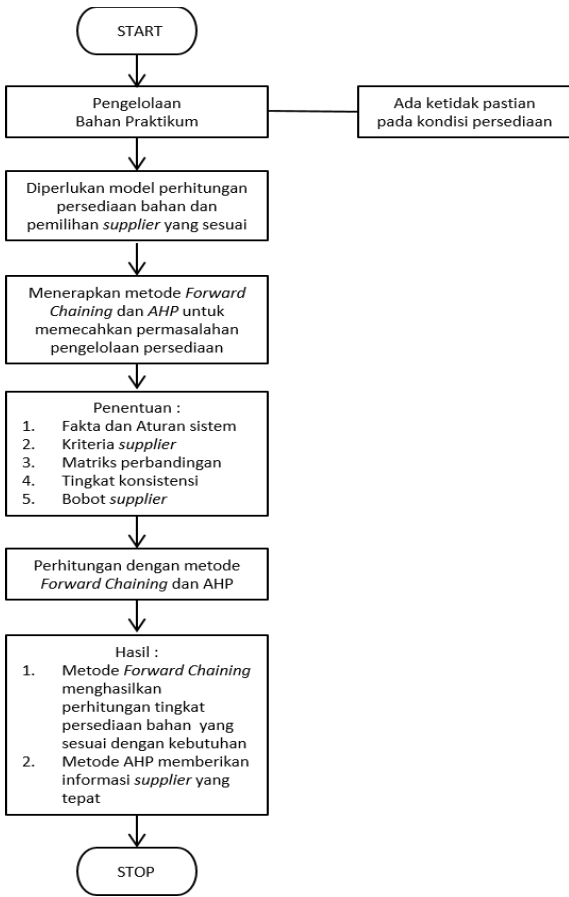 START
Pengelolaan
Bahan Praktikum
Ada ketidak pastian
pada kondisi persediaan
Diperlukan model perhitungan
persediaan bahan dan
pemilihan supplier yang sesuai
Menerapkan metode Forward
Chaining dan AHP untuk
memecahkan permasalahan
pengelolaan persediaan
Penentuan :
1. Fakta dan Aturan sistem
2. Kriteria supplier
3. Matriks perbandingan
4. Tingkat konsistensi
5. Bobot supplier
Perhitungan dengan metode
Forward Chaining dan AHP
Hasil :
1. Metode Forward Chaining
menghasilkan
perhitungan tingkat
persediaan bahan yang
sesuai dengan kebutuhan
2. Metode AHP memberikan
informasi supplier yang
tepat
STOP